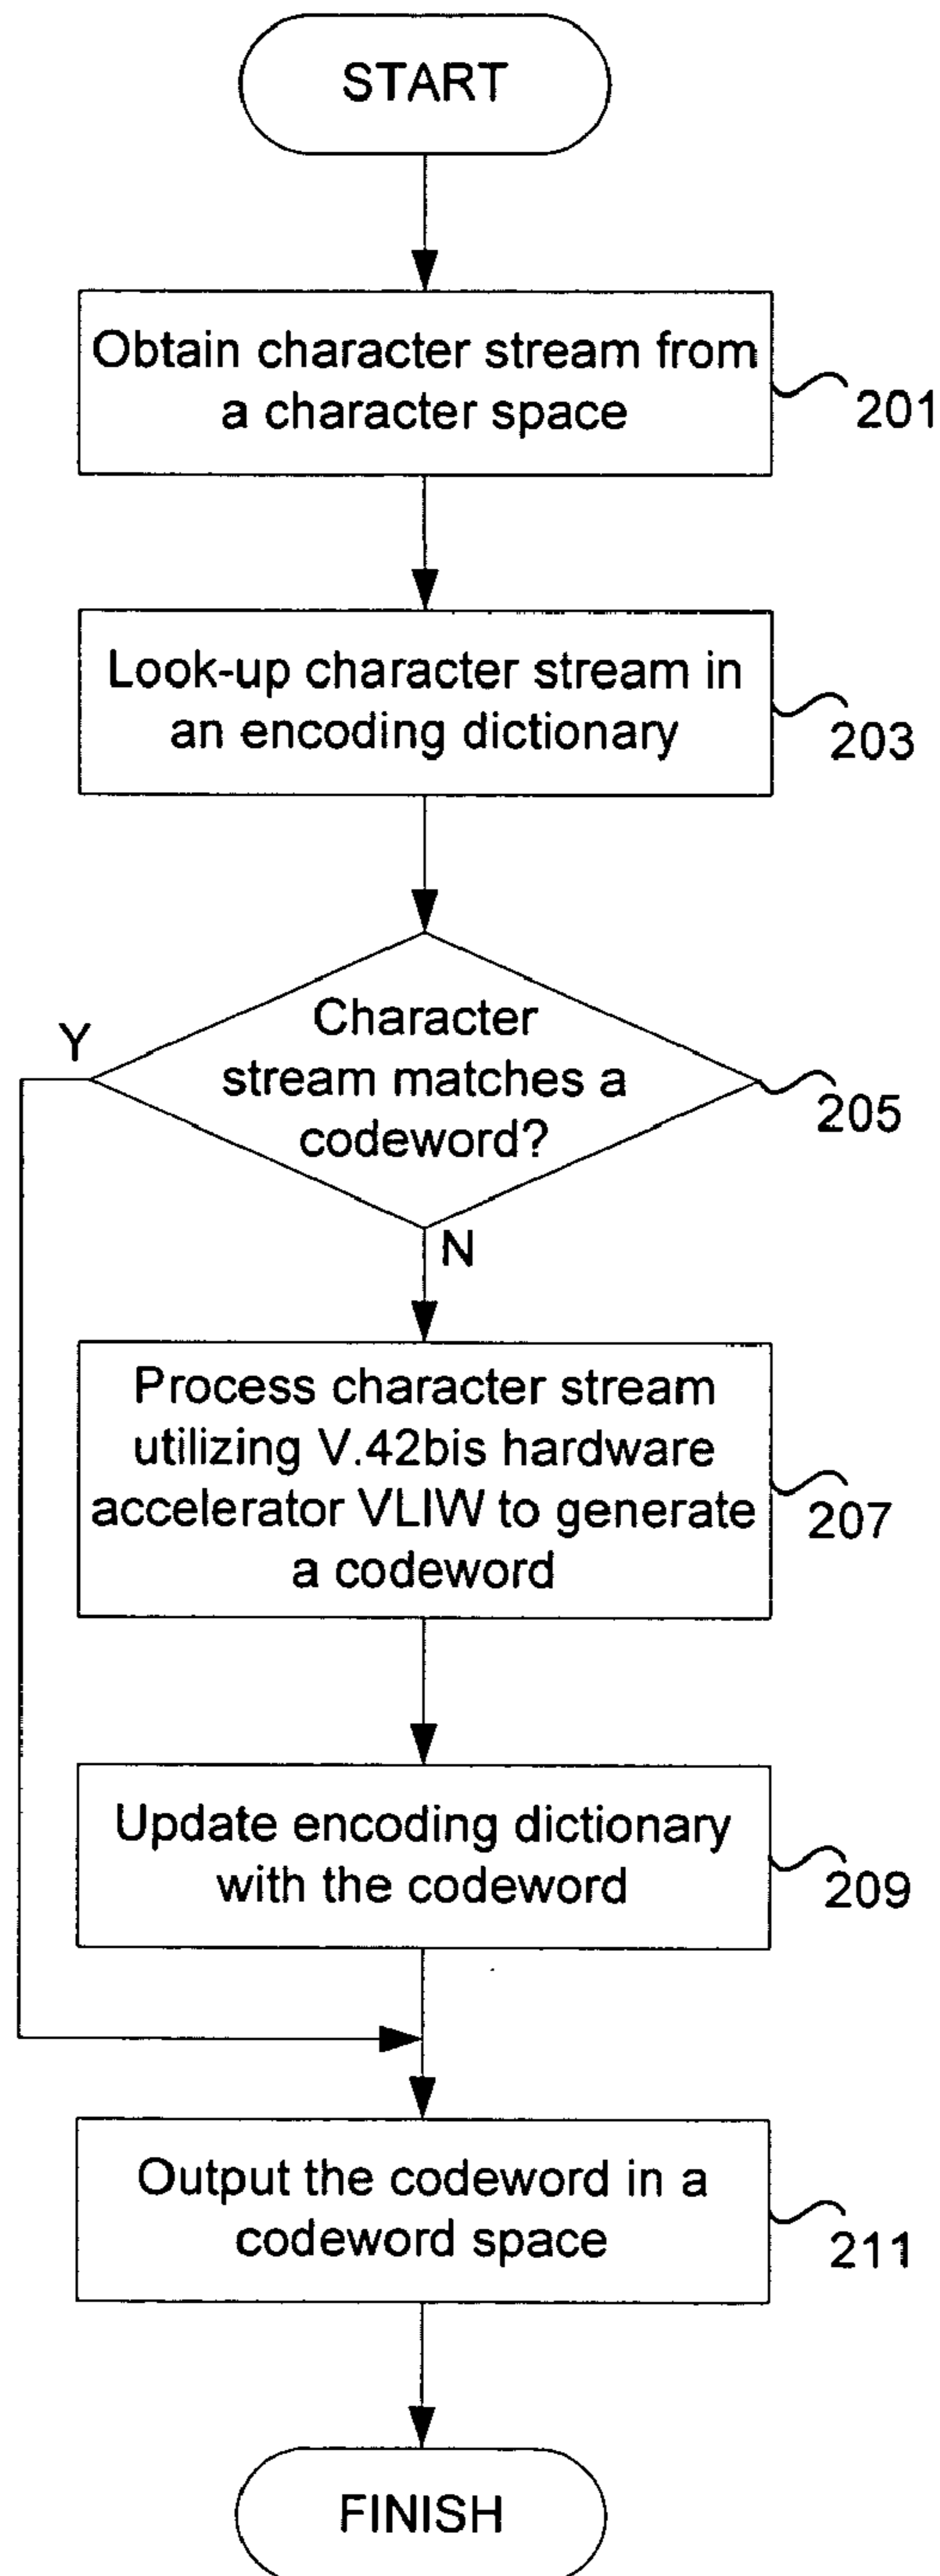 START
Obtain character stream from
a character space
201
Look-up character stream in
an encoding dictionary
203
Character
stream matches a
codeword?
Y
205
N
Process character stream
utilizing V.42bis hardware
accelerator VLIW to generate
a codeword
207
Update encoding dictionary
with the codeword
209
Output the codeword in a
codeword space
211
FINISH